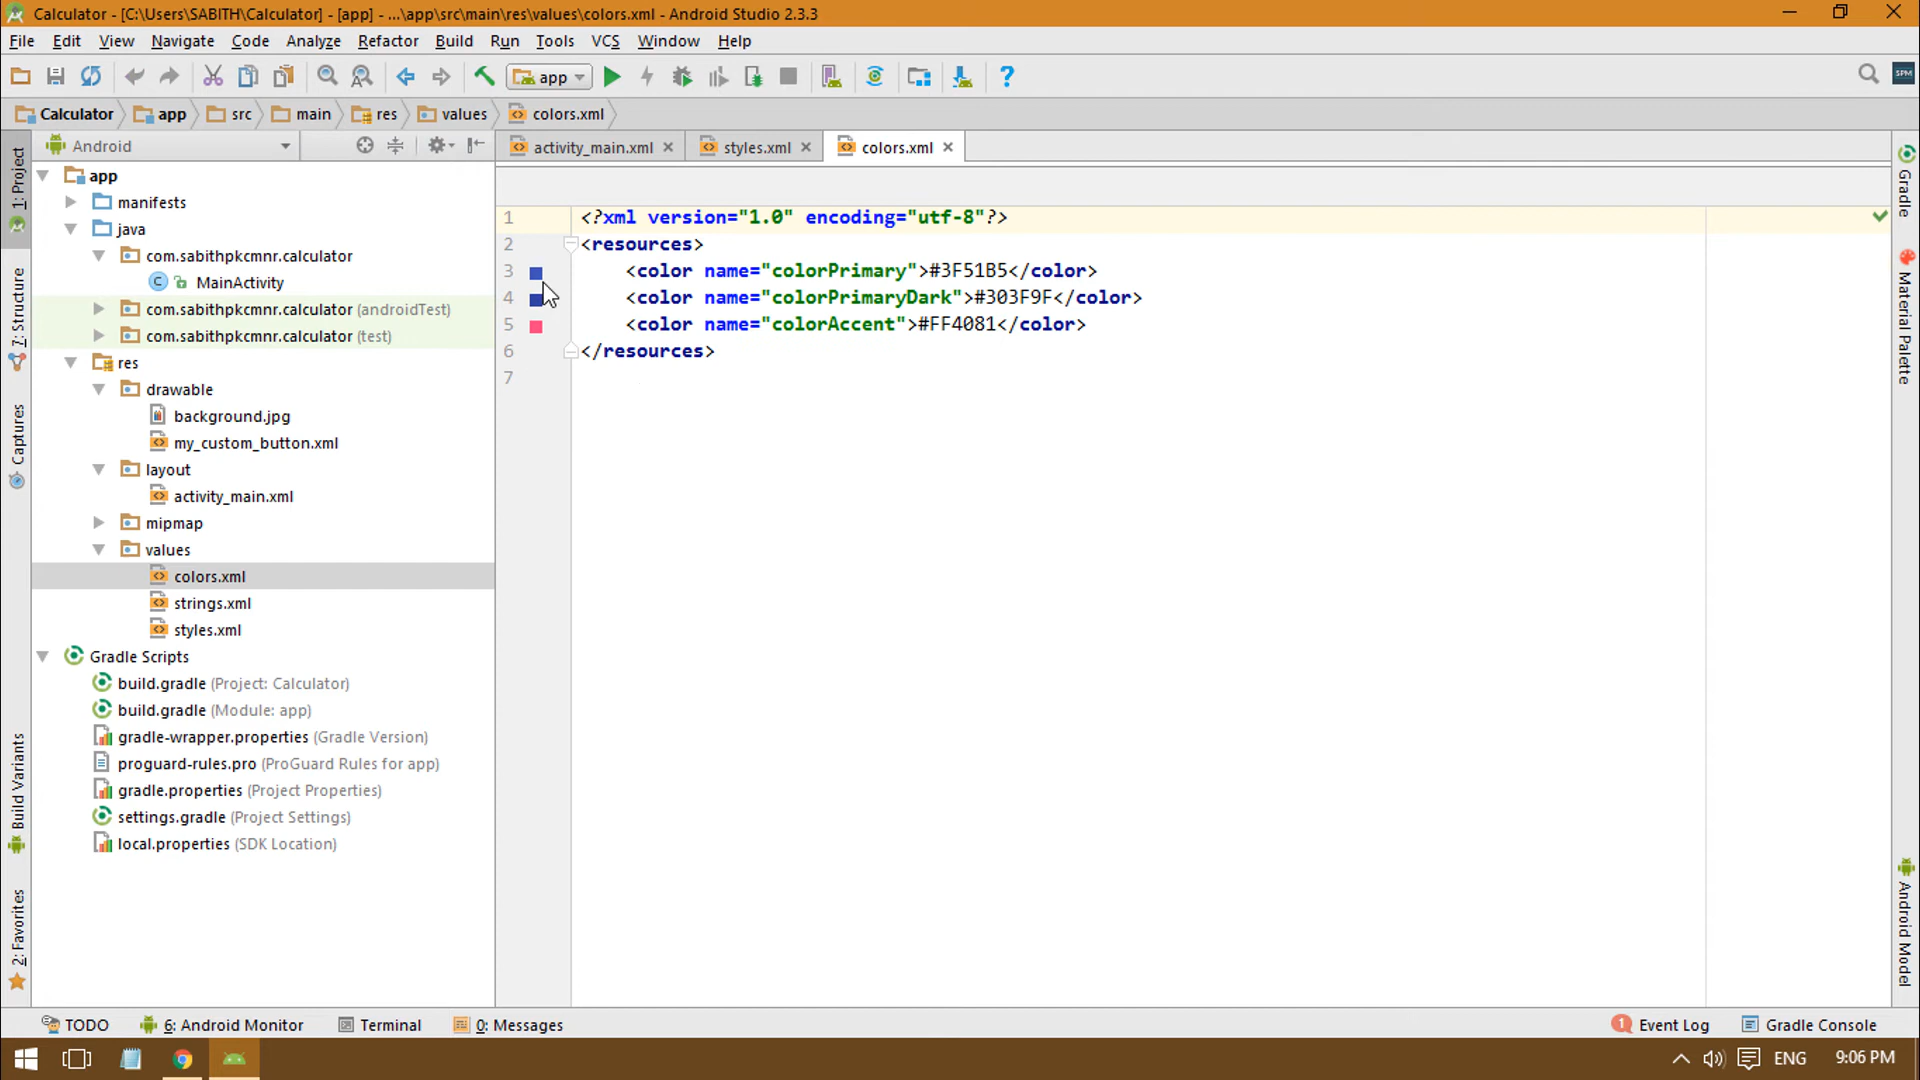 Calculator - [C:\Users\SABITH\Calculator] - [app] - ...\app\src\main\res\values\colors.xml - Android Studio 2.3.3
File Edit View Navigate Code Analyze Refactor Build Run Tools VCS Window Help
app
SPM
Calculator app src main res values colors.xml
Android
activity_main.xml styles.xml colors.xml
1: Project
7: Structure
Captures
Build Variants
2: Favorites
app
manifests
java
com.sabithpkcmnr.calculator
MainActivity
com.sabithpkcmnr.calculator (androidTest)
com.sabithpkcmnr.calculator (test)
res
drawable
background.jpg
my_custom_button.xml
layout
activity_main.xml
mipmap
values
colors.xml
strings.xml
styles.xml
Gradle Scripts
build.gradle (Project: Calculator)
build.gradle (Module: app)
gradle-wrapper.properties (Gradle Version)
proguard-rules.pro (ProGuard Rules for app)
gradle.properties (Project Properties)
settings.gradle (Project Settings)
local.properties (SDK Location)
1 <?xml version="1.0" encoding="utf-8"?>
2 <resources>
3 <color name="colorPrimary">#3F51B5</color>
4 <color name="colorPrimaryDark">#303F9F</color>
5 <color name="colorAccent">#FF4081</color>
6 </resources>
7
Gradle
Material Palette
Android Model
TODO 6: Android Monitor Terminal 0: Messages 1 Event Log Gradle Console
ENG 9:06 PM